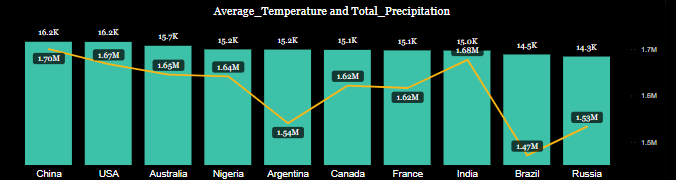 Average_Temperature and Total_Precipitation
16.2K 16.2K 15.7K 15.2K 15.2K 15.1K 15.1K 15.0K 14.5K 14.3K
1.70M 1.67M 1.65M 1.64M 1.54M 1.62M 1.62M 1.68M 1.47M 1.53M
1.7M
1.6M
1.5M
China USA Australia Nigeria Argentina Canada France India Brazil Russia